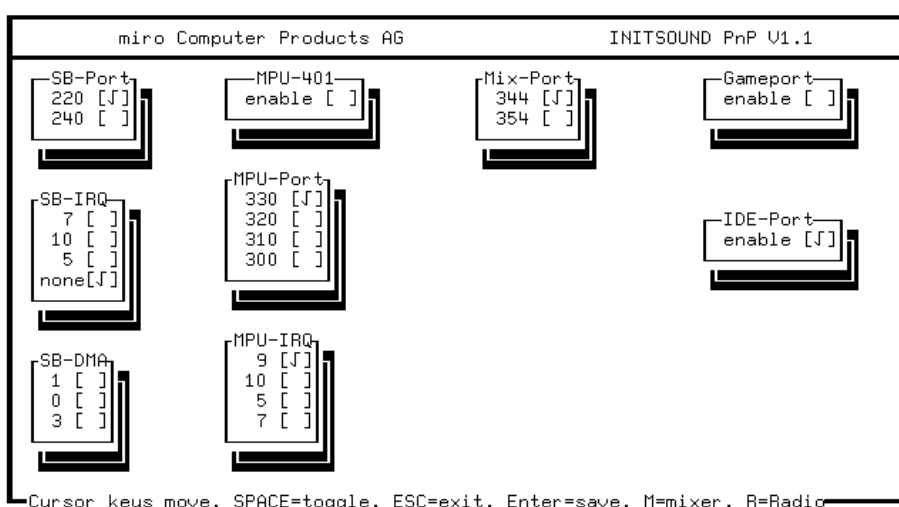 miro Computer Products AG INITSOUND PnP V1.1
SB-Port
220 [√]
240 [ ]
MPU-401
enable [ ]
Mix-Port
344 [√]
354 [ ]
Gameport
enable [ ]
SB-IRQ
7 [ ]
10 [ ]
5 [ ]
none[√]
MPU-Port
330 [√]
320 [ ]
310 [ ]
300 [ ]
IDE-Port
enable [√]
SB-DMA
1 [ ]
0 [ ]
3 [ ]
MPU-IRQ
9 [√]
10 [ ]
5 [ ]
7 [ ]
Cursor keys move, SPACE=toggle, ESC=exit, Enter=save, M=mixer, R=Radio